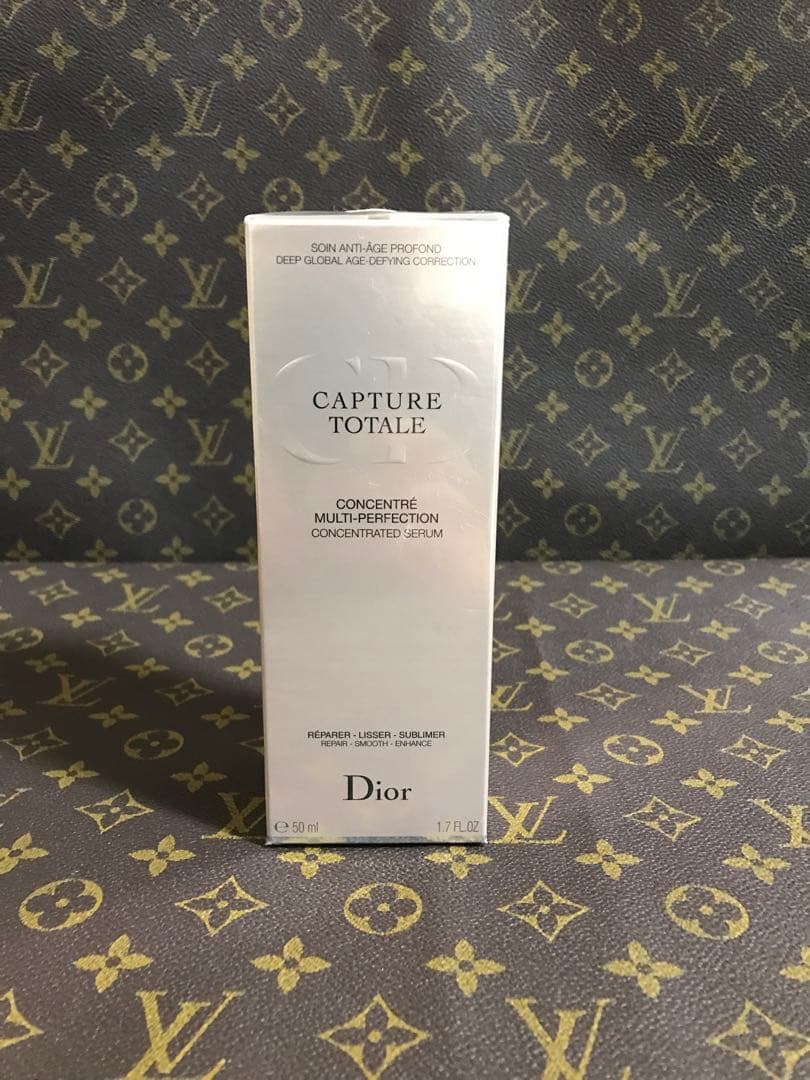 SOIN ANTI-ÂGE PROFOND
DEEP GLOBAL AGE-DEFYING CORRECTION
CD
CAPTURE
TOTALE
CONCENTRÉ
MULTI-PERFECTION
CONCENTRATED SERUM
RÉPARER - LISSER - SUBLIMER
REPAIR - SMOOTH - ENHANCE
Dior
℮ 50 ml 1.7 FL.OZ